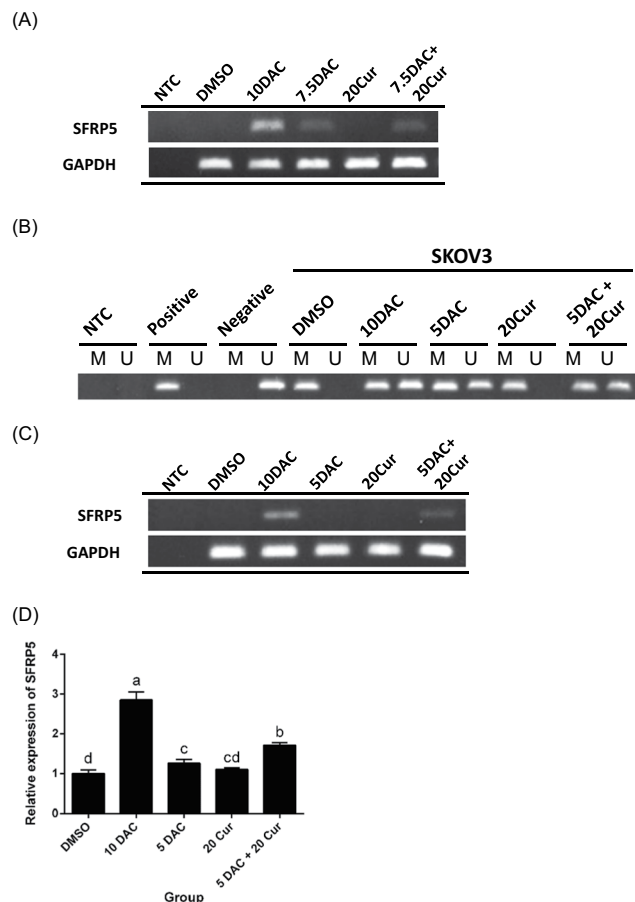 (A)
NTC DMSO 10DAC 7.5DAC 20Cur 7.5DAC+
20Cur
SFRP5
GAPDH
(B)
SKOV3
NTC Positive Negative DMSO 10DAC 5DAC 20Cur 5DAC +
20Cur
M U M U M U M U M U M U M U M U
(C)
NTC DMSO 10DAC 5DAC 20Cur 5DAC+
20Cur
SFRP5
GAPDH
(D)
Relative expression of SFRP5
4
3
2
1
0
d a c cd b
DMSO 10 DAC 5 DAC 20 Cur 5 DAC + 20 Cur
Group